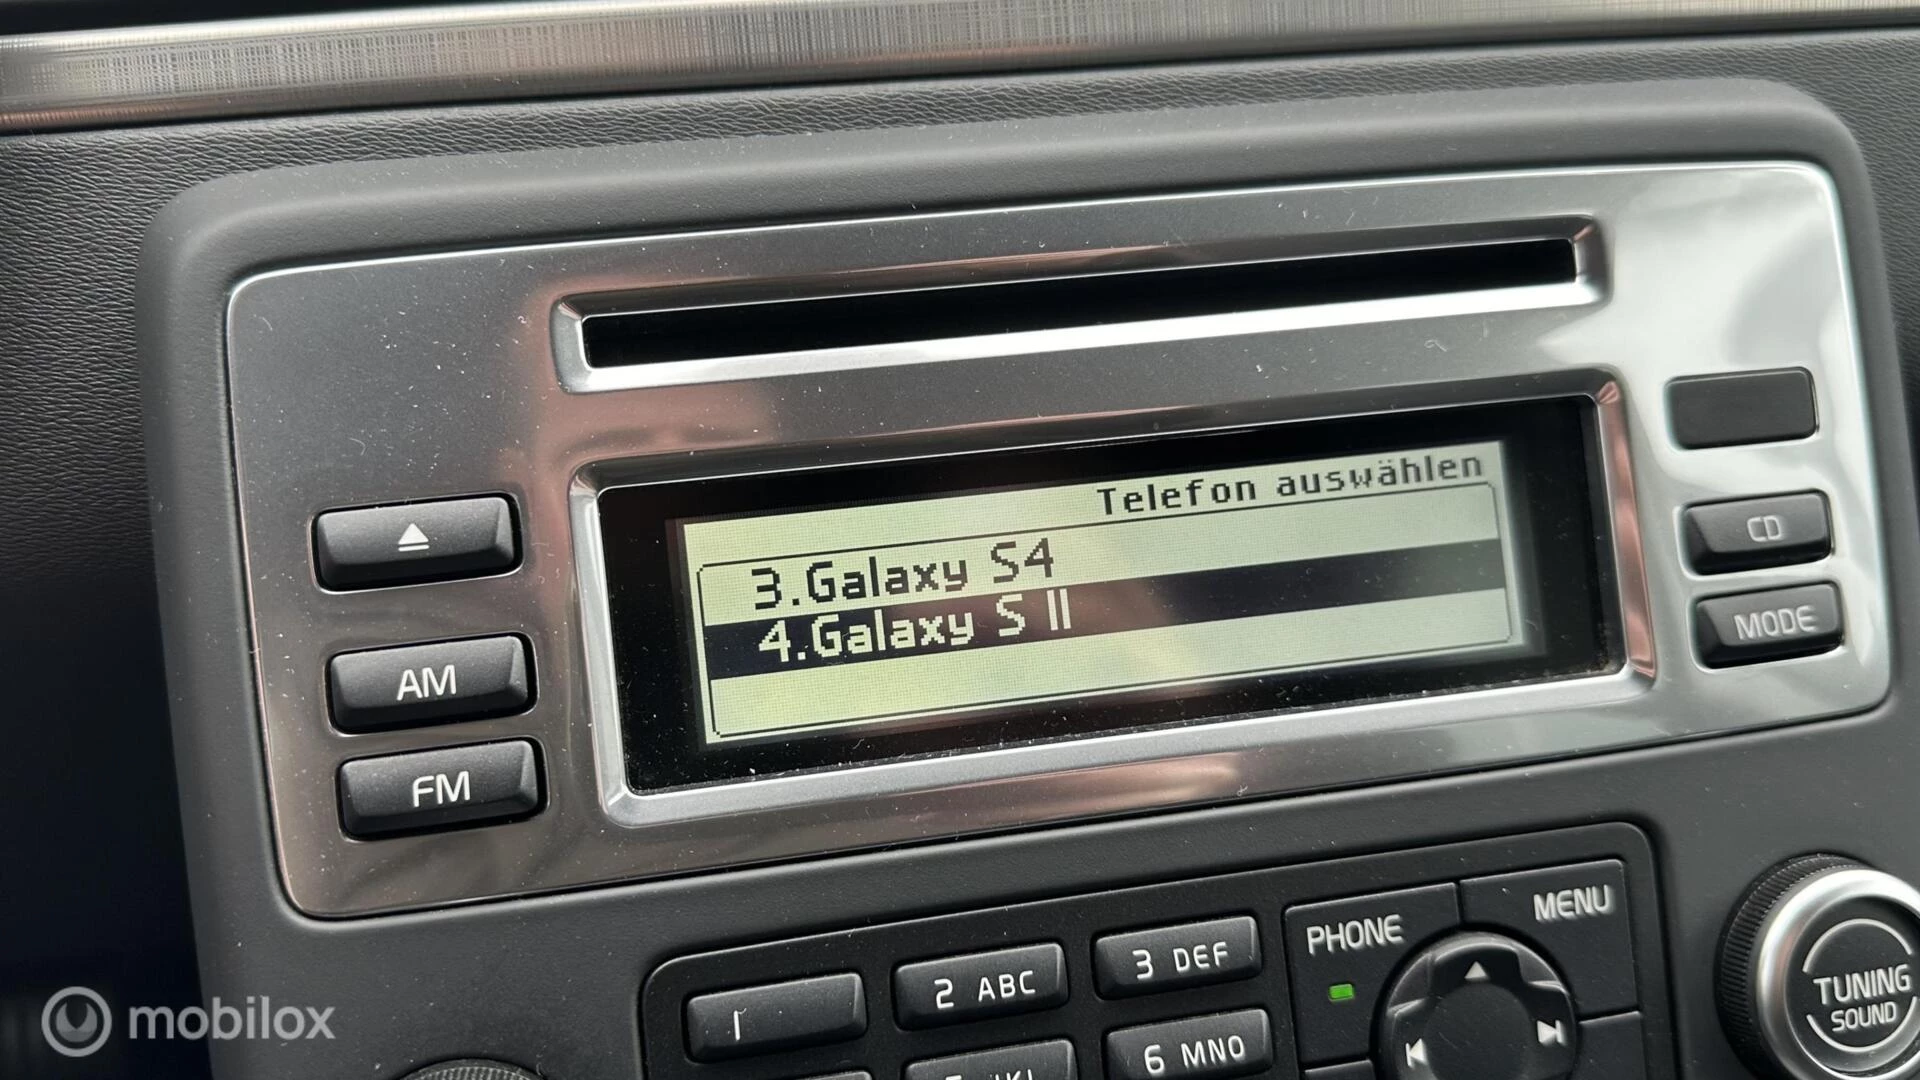 Telefon auswählen
3.Galaxy S4
4.Galaxy S II
AM
FM
CD
MODE
PHONE
MENU
1
2 ABC
3 DEF
6 MNO
TUNING
SOUND
mobilox